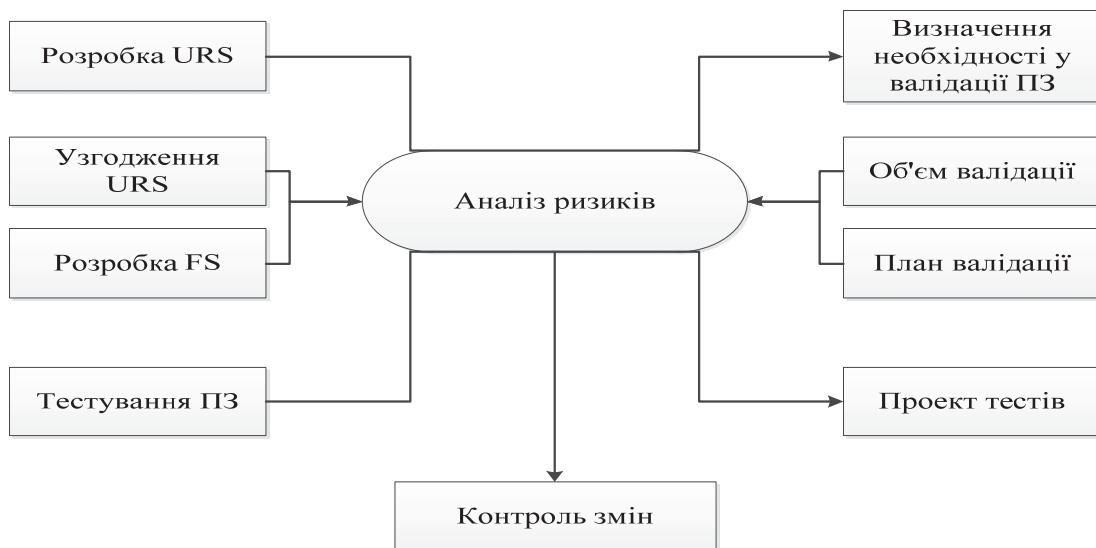 Розробка URS
Узгодження
URS
Розробка FS
Тестування ПЗ
Аналіз ризиків
Контроль змін
Визначення
необхідності у
валідації ПЗ
Об'єм валідації
План валідації
Проект тестів